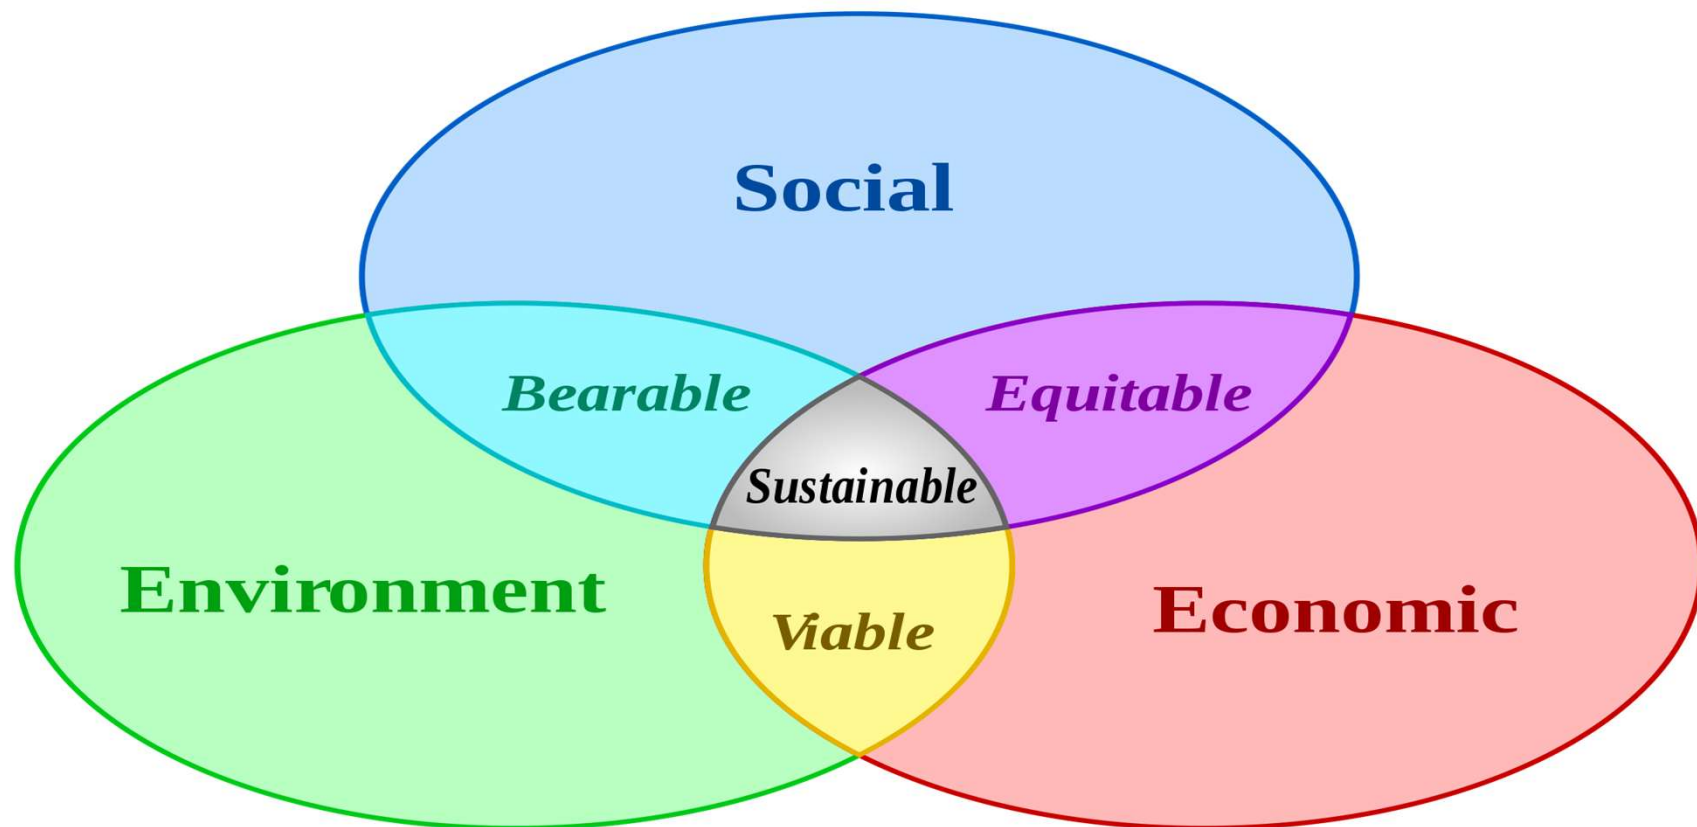 Social
Bearable
Equitable
Sustainable
Environment
Economic
Viable